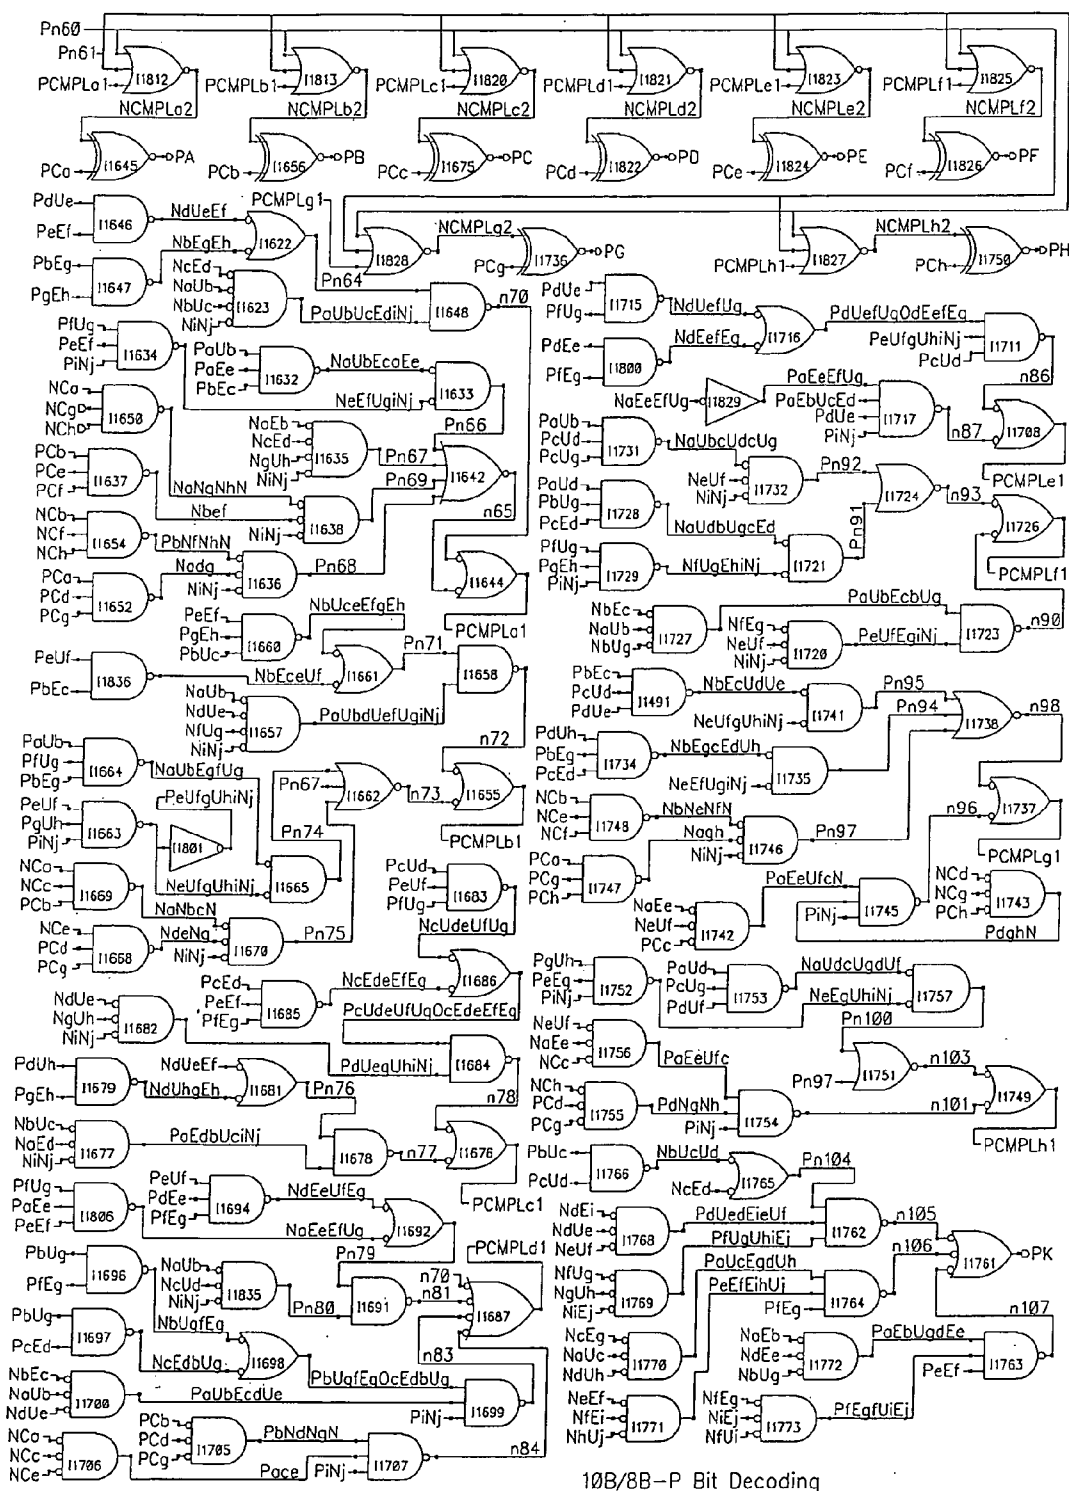 Pn60
Pn61
I1812 I1813 I1820 I1821 I1823 I1825
PCMPLa1 PCMPLb1 PCMPLc1 PCMPLd1 PCMPLe1 PCMPLf1
NCMPLa2 NCMPLb2 NCMPLc2 NCMPLd2 NCMPLe2 NCMPLf2
I1645 PA I1656 PB I1675 PC I1822 PD I1824 PE I1826 PF
PCa PCb PCc PCd PCe PCf
PdUe
PeEf
I1646
NdUeEf
PCMPLg1
I1622
NbEgEh
PbEg
PgEh
I1647
NcEd
NaUb
NbUc
NiNj
I1623
Pn64
PaUbUcEdiNj
I1828
NCMPLg2
I1736
PCg
PG
I1827
PCMPLh1
NCMPLh2
I1750
PCh
PH
I1648
n70
PfUg
PeEf
PiNj
I1634
PaUb
PaEe
PbEc
I1632
NaUbEcaEe
I1633
NeEfUgiNj
NCa
NCg
NCh
I1650
NaEb
NcEd
NgUh
NiNj
I1635
Pn66
Pn67
Pn69
I1642
PCb
PCe
PCf
I1637
NaNgNhN
Nbef
NiNj
I1638
n65
NCb
NCf
NCh
I1654
PbNfNhN
Nadg
NiNj
I1636
Pn68
I1644
PCa
PCd
PCg
I1652
PCMPLa1
PeEf
PgEh
PbUc
I1660
NbUceEfgEh
PeUf
PbEc
I1836
NbEceUf
I1661
Pn71
I1658
NaUb
NdUe
NfUg
NiNj
I1657
PaUbdUefUgiNj
n72
PaUb
PfUg
PbEg
I1664
NaUbEgfUg
Pn67
I1662
n73
I1655
PCMPLb1
PeUf
PgUh
PiNj
I1663
PeUfgUhiNj
I1801
Pn74
NeUfgUhiNj
I1665
NCa
NCc
PCb
I1669
NaNbcN
NCe
PCd
PCg
I1668
NdeNg
NiNj
I1670
Pn75
PcUd
PeUf
PfUg
I1683
NcUdeUfUg
I1686
PcEd
PeEf
PfEg
I1685
NcEdeEfEg
PcUdeUfUgOcEdeEfEg
NdUe
NgUh
NiNj
I1682
PdUegUhiNj
I1684
PdUh
PgEh
I1679
NdUhgEh
NdUeEf
I1681
Pn76
n78
NbUc
NaEd
NiNj
I1677
PaEdbUciNj
I1678
n77
I1676
PCMPLc1
PfUg
PaEe
PeEf
I1806
PeUf
PdEe
PfEg
I1694
NdEeUfEg
NaEeEfUg
I1692
PCMPLd1
PbUg
PfEg
I1696
NaUb
NcUd
NiNj
I1835
Pn79
Pn80
I1691
n70
n81
I1687
PbUg
PcEd
I1697
NbUgfEg
NcEdbUg
I1698
n83
PbUgfEgOcEdbUg
NbEc
NaUb
NdUe
I1700
PaUbEcdUe
PiNj
I1699
NCa
NCc
NCe
I1706
PCb
PCd
PCg
I1705
PbNdNgN
Pace
PiNj
I1707
n84
PdUe
PfUg
I1715
NdUefUg
I1716
PdUefUgOdEefEg
PdEe
PfEg
I1800
NdEefEg
PeUfgUhiNj
PcUd
I1711
n86
NaEeEfUg
I1829
PaEeEfUg
PaEbUcEd
PdUe
PiNj
I1717
n87
I1708
PCMPLe1
PaUb
PcUd
PcUg
I1731
NaUbcUdcUg
NeUf
NiNj
I1732
Pn92
I1724
n93
I1726
PCMPLf1
PaUd
PbUg
PcEd
I1728
NaUdbUgcEd
I1721
Pn91
PfUg
PgEh
PiNj
I1729
NfUgEhiNj
NbEc
NaUb
NbUg
I1727
PaUbEcbUg
NfEg
NeUf
NiNj
I1720
PeUfEgiNj
I1723
n90
PbEc
PcUd
PdUe
I1491
NbEcUdUe
NeUfgUhiNj
I1741
Pn95
Pn94
I1738
n98
PdUh
PbEg
PcEd
I1734
NbEgcEdUh
NeEfUgiNj
I1735
NCb
NCe
NCf
I1748
NbNeNfN
Nagh
NiNj
I1746
Pn97
n96
I1737
PCMPLg1
PCa
PCg
PCh
I1747
NaEe
NeUf
PCc
I1742
PaEeUfcN
PiNj
I1745
NCd
NCg
PCh
I1743
PdghN
PgUh
PeEg
PiNj
I1752
PaUd
PcUg
PdUf
I1753
NaUdcUgdUf
NeEgUhiNj
I1757
NeUf
NaEe
NCc
I1756
PaEeUfc
Pn100
Pn97
I1751
n103
I1749
NCh
PCd
PCg
I1755
PdNgNh
PiNj
I1754
n101
PCMPLh1
PbUc
PcUd
I1766
NbUcUd
NcEd
I1765
Pn104
NdEi
NdUe
NeUf
I1768
PdUedEieUf
I1762
n105
NfUg
NgUh
NiEj
I1769
PfUgUhiEj
PaUcEgdUh
PeEfEihUj
PfEg
I1764
n106
I1761
PK
NcEg
NaUc
NdUh
I1770
n107
NaEb
NdEe
NbUg
I1772
PaEbUgdEe
PeEf
I1763
NeEf
NfEj
NhUj
I1771
NfEg
NiEj
NfUi
I1773
PfEgfUiEj
10B/8B-P Bit Decoding